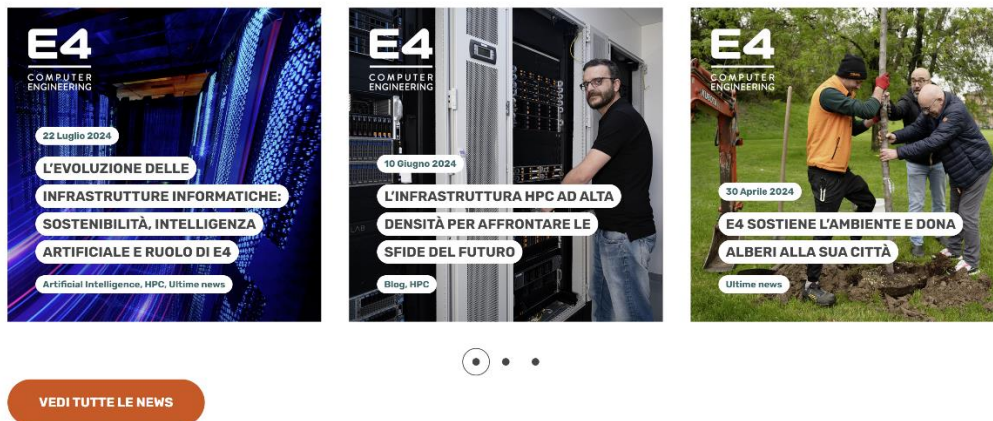 E4
COMPUTER
ENGINEERING
22 Luglio 2024
L'EVOLUZIONE DELLE
INFRASTRUTTURE INFORMATICHE:
SOSTENIBILITÀ, INTELLIGENZA
ARTIFICIALE E RUOLO DI E4
Artificial Intelligence, HPC, Ultime news
E4
COMPUTER
ENGINEERING
10 Giugno 2024
L'INFRASTRUTTURA HPC AD ALTA
DENSITÀ PER AFFRONTARE LE
SFIDE DEL FUTURO
Blog, HPC
E4
COMPUTER
ENGINEERING
30 Aprile 2024
E4 SOSTIENE L'AMBIENTE E DONA
ALBERI ALLA SUA CITTÀ
Ultime news
KUBOTA
VEDI TUTTE LE NEWS